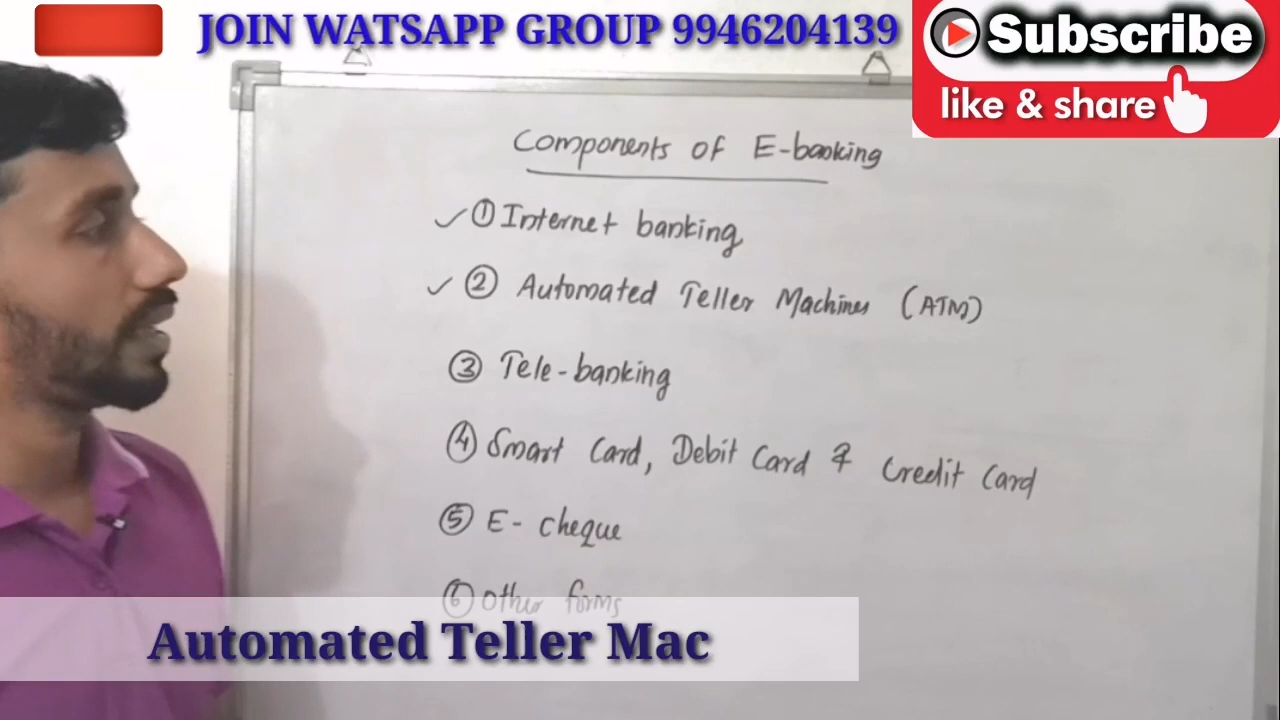 JOIN WATSAPP GROUP 9946204139
Subscribe
like & share
Components of E-banking
① Internet banking
② Automated Teller Machines (ATM)
③ Tele-banking
④ Smart Card, Debit Card & Credit Card
⑤ E-cheque
⑥ Other forms
Automated Teller Mac